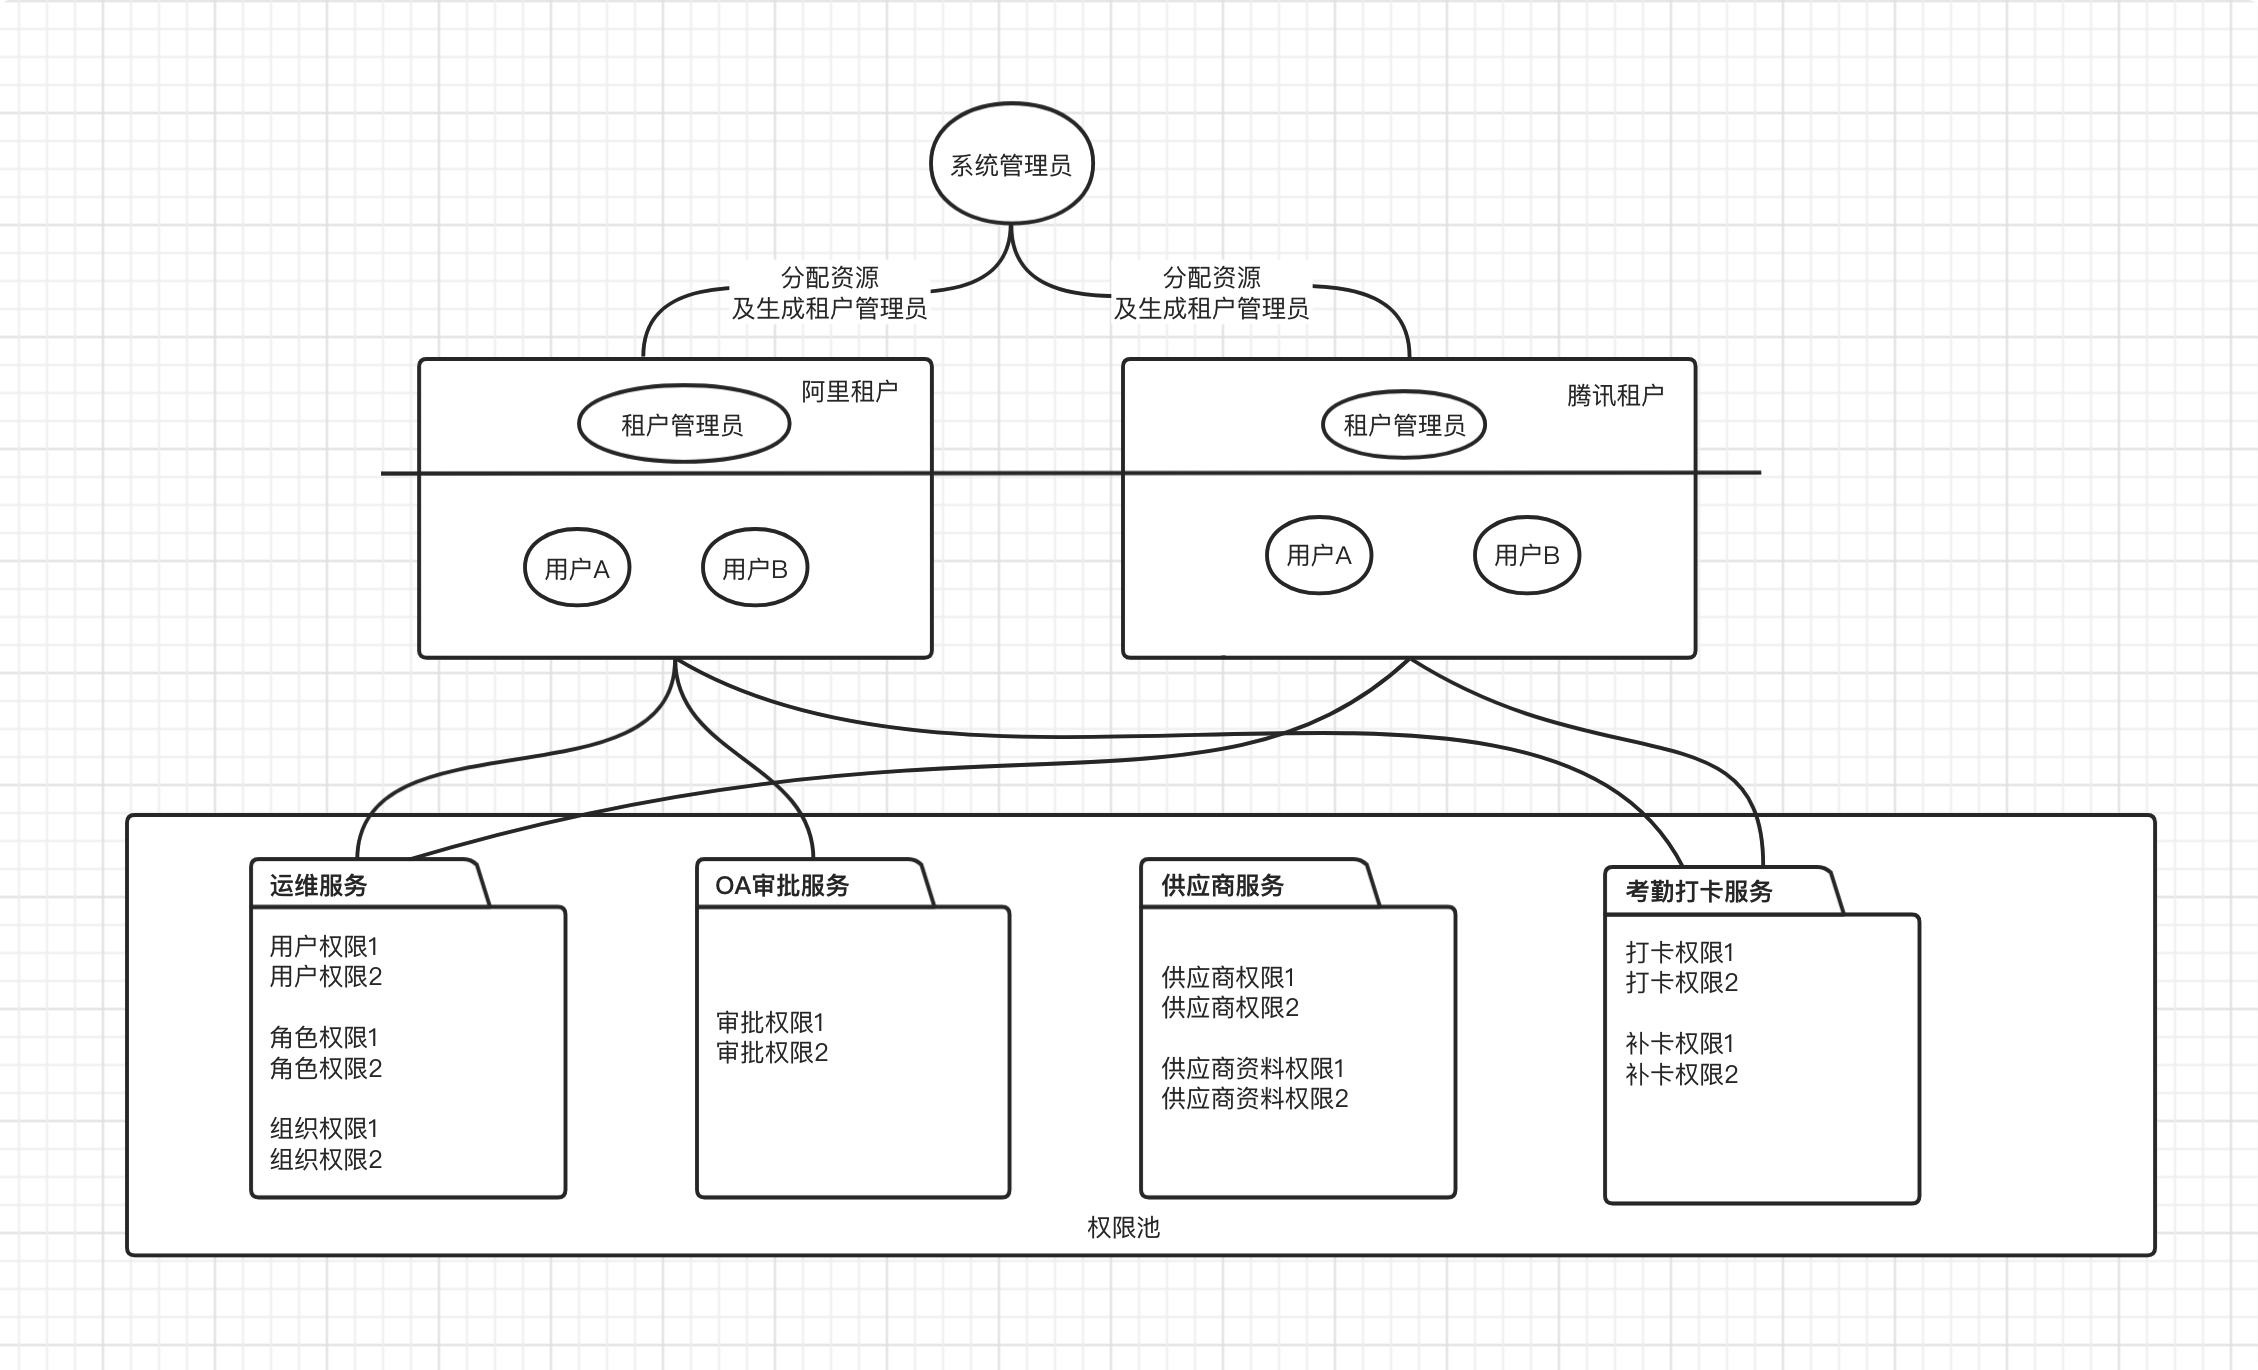 系统管理员
分配资源
及生成租户管理员
分配资源
及生成租户管理员
阿里租户
租户管理员
腾讯租户
租户管理员
用户A
用户B
用户A
用户B
运维服务
用户权限1
用户权限2
角色权限1
角色权限2
组织权限1
组织权限2
OA审批服务
审批权限1
审批权限2
供应商服务
供应商权限1
供应商权限2
供应商资料权限1
供应商资料权限2
考勤打卡服务
打卡权限1
打卡权限2
补卡权限1
补卡权限2
权限池